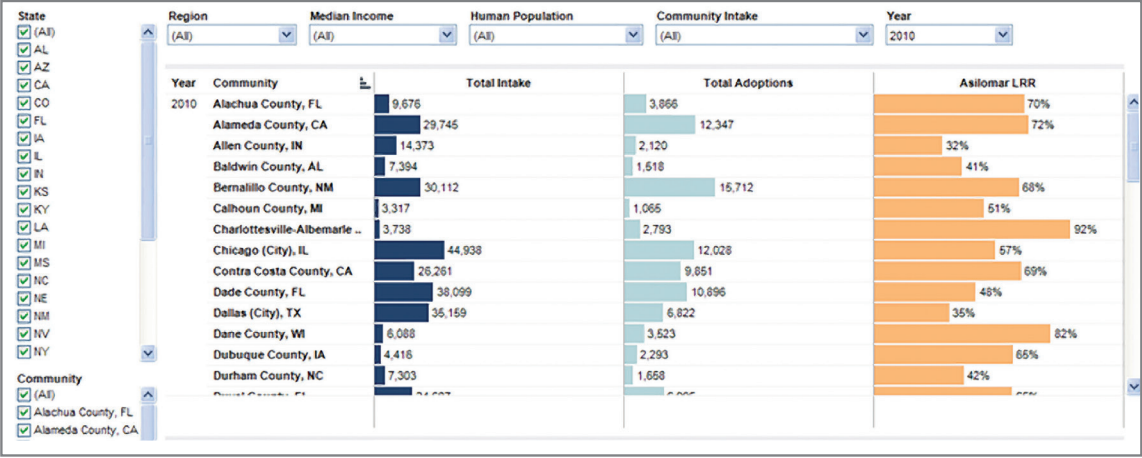 State
(All)
AL
AZ
CA
CO
FL
IA
IL
IN
KS
KY
LA
MI
MS
NC
NE
NM
NV
NY
Community
(All)
Alachua County, FL
Alameda County, CA
Region Median Income Human Population Community Intake Year
(All) (All) (All) (All) 2010
Year Community Total Intake Total Adoptions Asilomar LRR
2010 Alachua County, FL 9,676 3,866 70%
Alameda County, CA 29,745 12,347 72%
Allen County, IN 14,373 2,120 32%
Baldwin County, AL 7,394 1,518 41%
Bernalillo County, NM 30,112 15,712 68%
Calhoun County, MI 3,317 1,065 51%
Charlottesville-Albemarle .. 3,738 2,793 92%
Chicago (City), IL 44,938 12,028 57%
Contra Costa County, CA 26,261 9,851 69%
Dade County, FL 38,099 10,896 48%
Dallas (City), TX 35,159 6,822 35%
Dane County, WI 6,088 3,523 82%
Dubuque County, IA 4,416 2,293 65%
Durham County, NC 7,303 1,658 42%